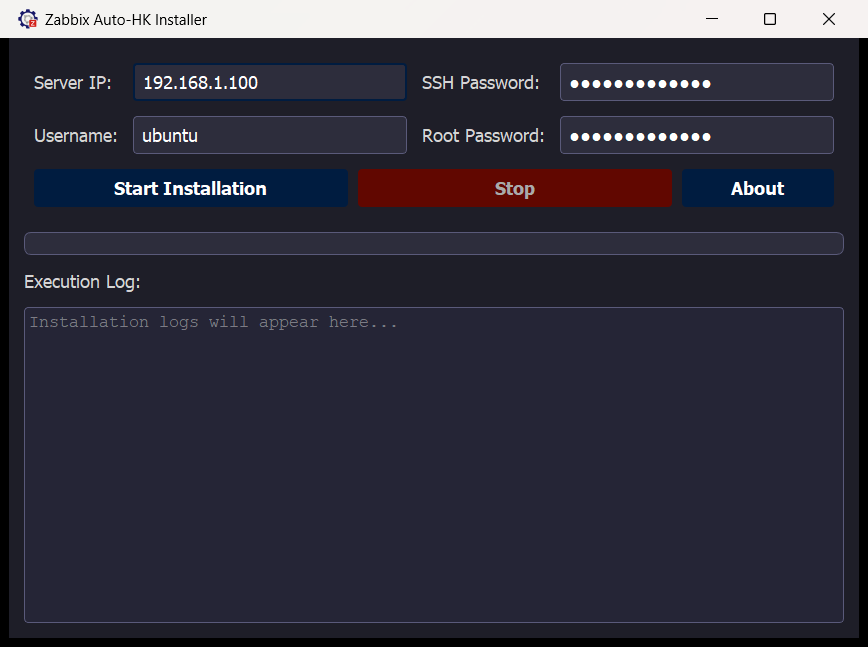 Zabbix Auto-HK Installer
Server IP: 192.168.1.100 SSH Password: ●●●●●●●●●●●●●
Username: ubuntu Root Password: ●●●●●●●●●●●●●
Start Installation Stop About
Execution Log:
Installation logs will appear here...